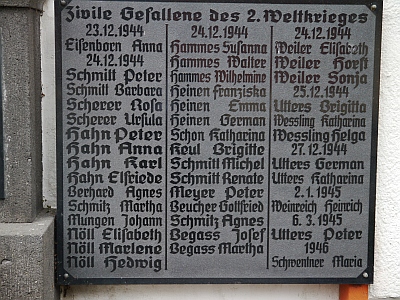 Zivile Gefallene des 2. Weltkrieges
23.12.1944
Eisenborn Anna
24.12.1944
Schmitt Peter
Schmitt Barbara
Scherer Rosa
Scherer Ursula
Hahn Peter
Hahn Anna
Hahn Karl
Hahn Elfriede
Berhard Agnes
Schmitz Martha
Mungen Johann
Nöll Elisabeth
Nöll Marlene
Nöll Hedwig
24.12.1944
Hammes Susanna
Hammes Walter
Hammes Wilhelmine
Heinen Franziska
Heinen Emma
Heinen German
Schon Katharina
Keul Brigitte
Schmitt Michel
Schmitt Renate
Meyer Peter
Beucher Gottfried
Schmitz Agnes
Begass Josef
Begass Martha
24.12.1944
Weiler Elisabeth
Weiler Horst
Weiler Sonja
25.12.1944
Utters Brigitta
Wessling Katharina
Wessling Helga
27.12.1944
Utters German
Utters Katharina
2.1.1945
Weinreich Heinrich
6.3.1945
Utters Peter
1946
Schwentner Maria